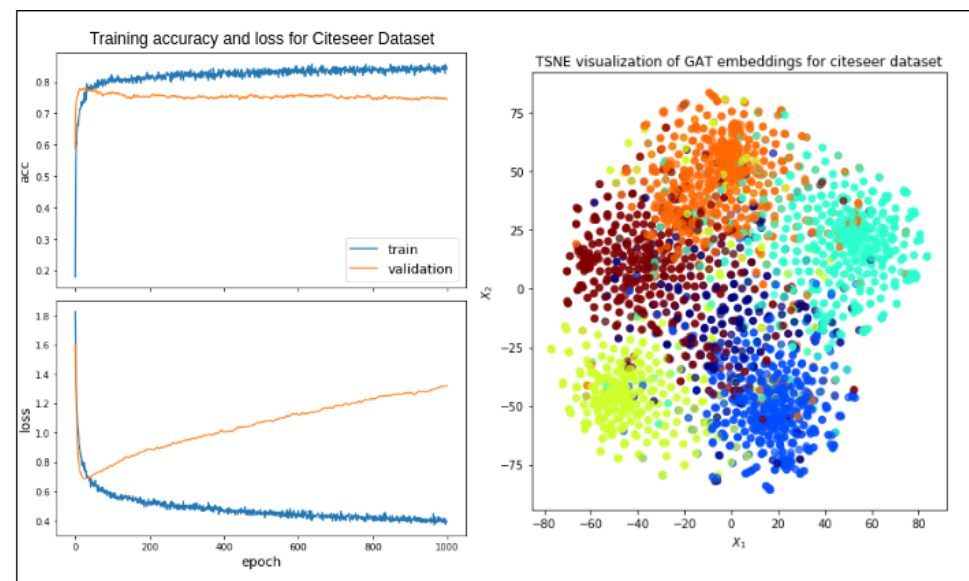 Training accuracy and loss for Citeseer Dataset
0.8
0.7
0.6
acc
0.5
0.4
0.3
0.2
train
validation
1.8
1.6
1.4
1.2
loss
1.0
0.8
0.6
0.4
0 200 400 600 800 1000
epoch
TSNE visualization of GAT embeddings for citeseer dataset
75
50
25
X2
0
−25
−50
−75
−80 −60 −40 −20 0 20 40 60 80
X1